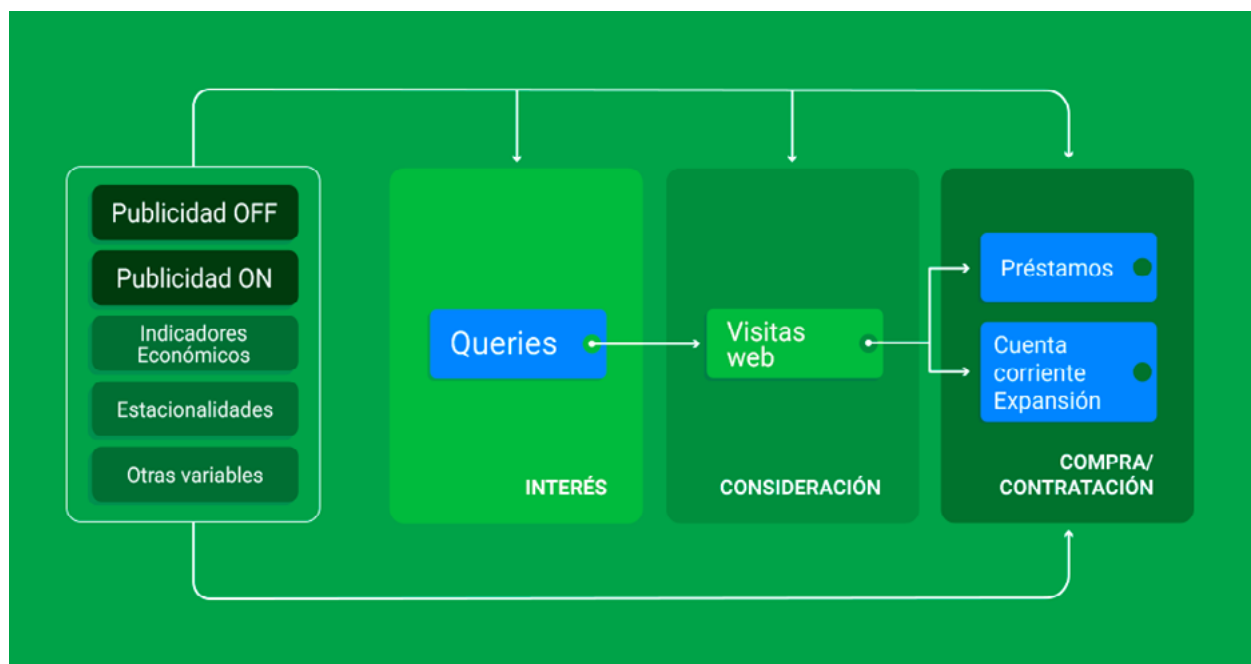 Publicidad OFF
Publicidad ON
Indicadores
Económicos
Estacionalidades
Otras variables
Queries
INTERÉS
Visitas
web
CONSIDERACIÓN
Préstamos
Cuenta
corriente
Expansión
COMPRA/
CONTRATACIÓN